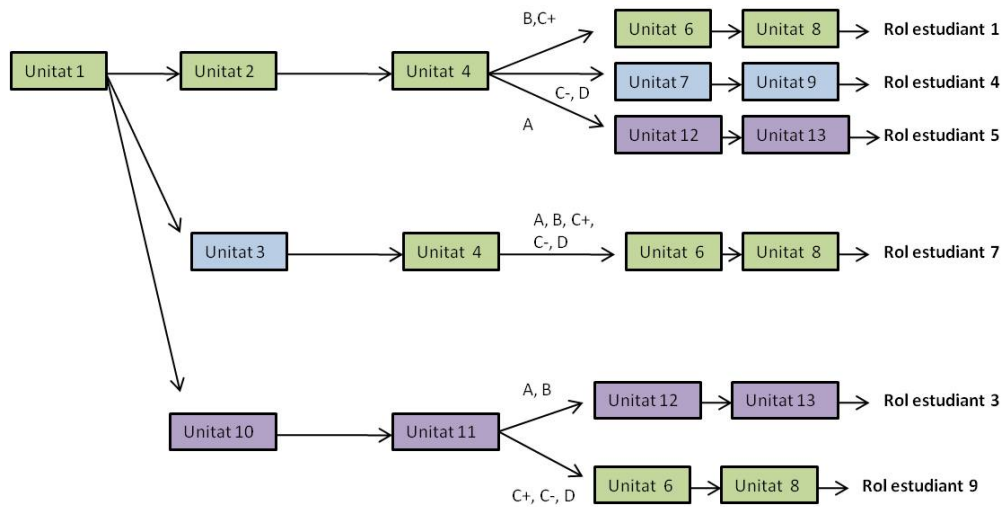 B,C+
Unitat 6
Unitat 8
Rol estudiant 1
Unitat 1
Unitat 2
Unitat 4
C-, D
Unitat 7
Unitat 9
Rol estudiant 4
A
Unitat 12
Unitat 13
Rol estudiant 5
Unitat 3
Unitat 4
A, B, C+,
C-, D
Unitat 6
Unitat 8
Rol estudiant 7
Unitat 10
Unitat 11
A, B
Unitat 12
Unitat 13
Rol estudiant 3
C+, C-, D
Unitat 6
Unitat 8
Rol estudiant 9